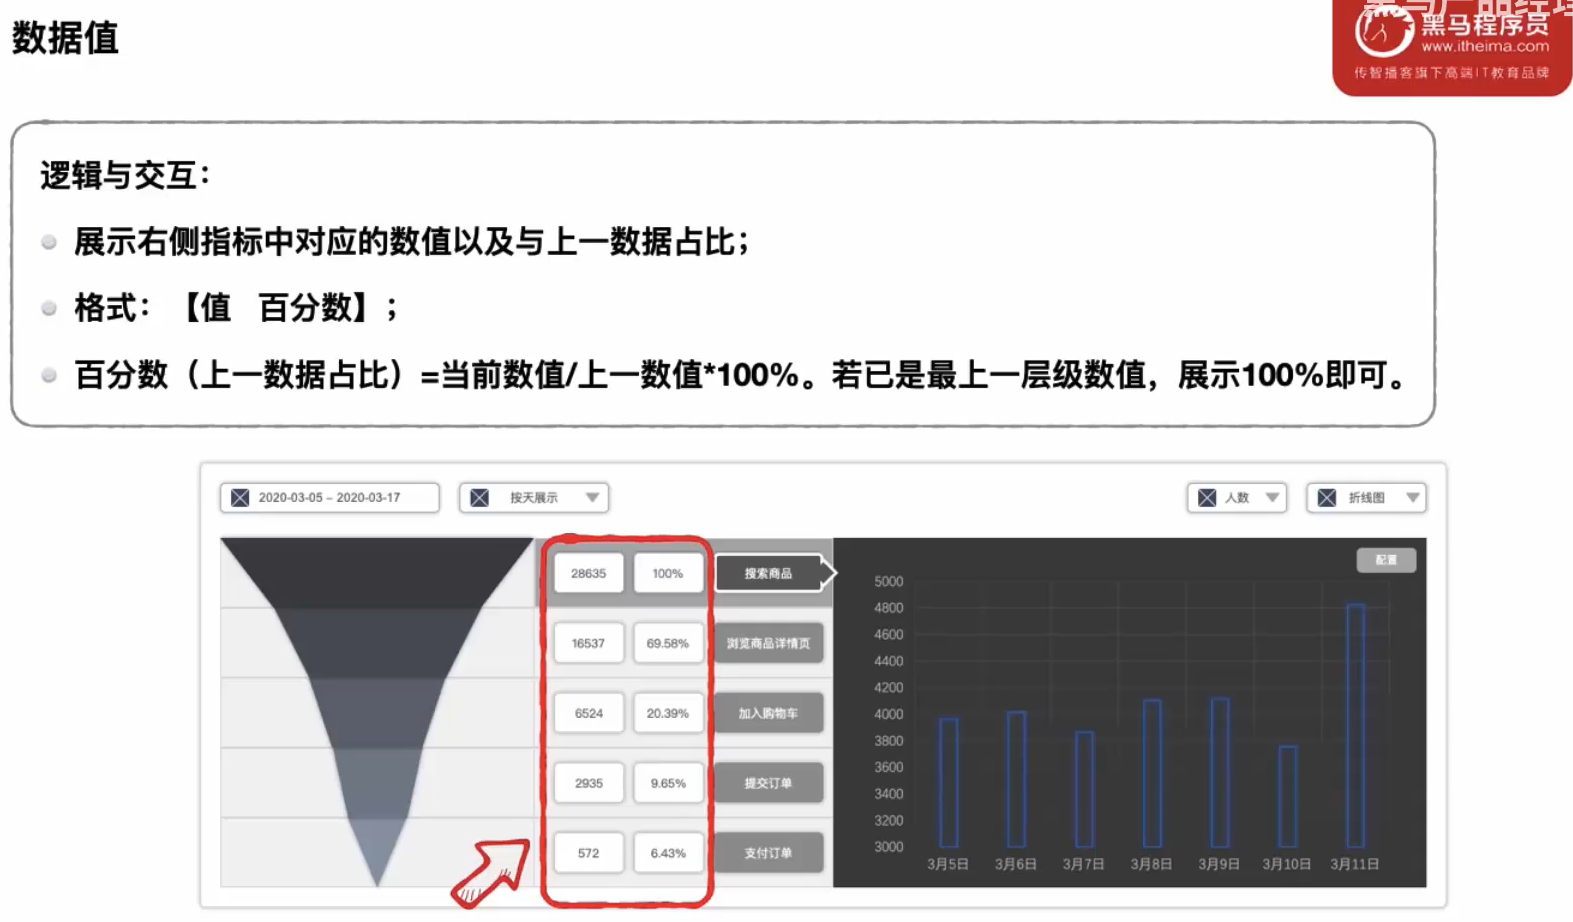 数据值
黑马产品经理
黑马程序员
www.itheima.com
传智播客旗下高端IT教育品牌
逻辑与交互：
展示右侧指标中对应的数值以及与上一数据占比；
格式：【值 百分数】；
百分数（上一数据占比）=当前数值/上一数值*100%。若已是最上一层级数值，展示100%即可。
2020-03-05 – 2020-03-17
按天展示
人数
折线图
28635 100% 搜索商品
16537 69.58% 浏览商品详情页
6524 20.39% 加入购物车
2935 9.65% 提交订单
572 6.43% 支付订单
配置
5000
4800
4600
4400
4200
4000
3800
3600
3400
3200
3000
3月5日 3月6日 3月7日 3月8日 3月9日 3月10日 3月11日